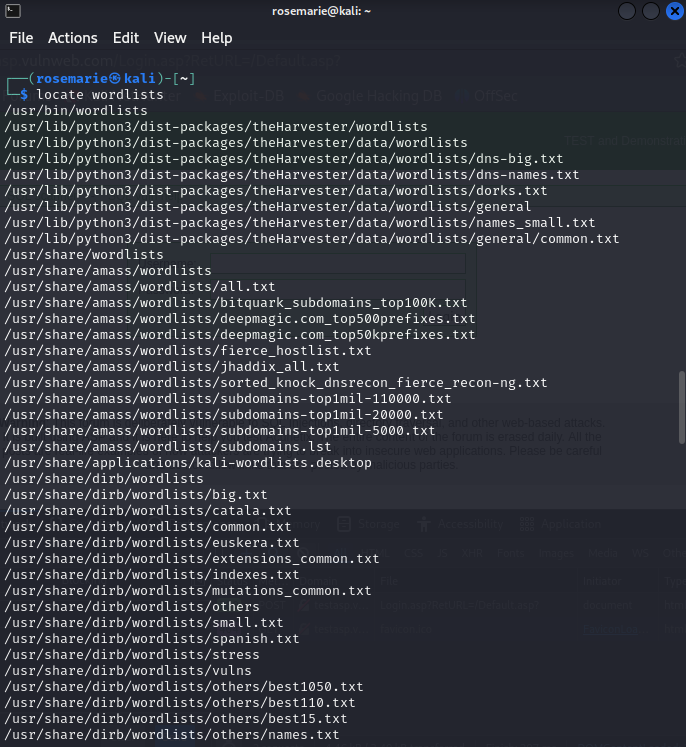 rosemarie@kali: ~
File Actions Edit View Help
┌──(rosemarie㉿kali)-[~]
└─$ locate wordlists
/usr/bin/wordlists
/usr/lib/python3/dist-packages/theHarvester/wordlists
/usr/lib/python3/dist-packages/theHarvester/data/wordlists
/usr/lib/python3/dist-packages/theHarvester/data/wordlists/dns-big.txt
/usr/lib/python3/dist-packages/theHarvester/data/wordlists/dns-names.txt
/usr/lib/python3/dist-packages/theHarvester/data/wordlists/dorks.txt
/usr/lib/python3/dist-packages/theHarvester/data/wordlists/general
/usr/lib/python3/dist-packages/theHarvester/data/wordlists/names_small.txt
/usr/lib/python3/dist-packages/theHarvester/data/wordlists/general/common.txt
/usr/share/wordlists
/usr/share/amass/wordlists
/usr/share/amass/wordlists/all.txt
/usr/share/amass/wordlists/bitquark_subdomains_top100K.txt
/usr/share/amass/wordlists/deepmagic.com_top500prefixes.txt
/usr/share/amass/wordlists/deepmagic.com_top50kprefixes.txt
/usr/share/amass/wordlists/fierce_hostlist.txt
/usr/share/amass/wordlists/jhaddix_all.txt
/usr/share/amass/wordlists/sorted_knock_dnsrecon_fierce_recon-ng.txt
/usr/share/amass/wordlists/subdomains-top1mil-110000.txt
/usr/share/amass/wordlists/subdomains-top1mil-20000.txt
/usr/share/amass/wordlists/subdomains-top1mil-5000.txt
/usr/share/amass/wordlists/subdomains.lst
/usr/share/applications/kali-wordlists.desktop
/usr/share/dirb/wordlists
/usr/share/dirb/wordlists/big.txt
/usr/share/dirb/wordlists/catala.txt
/usr/share/dirb/wordlists/common.txt
/usr/share/dirb/wordlists/euskera.txt
/usr/share/dirb/wordlists/extensions_common.txt
/usr/share/dirb/wordlists/indexes.txt
/usr/share/dirb/wordlists/mutations_common.txt
/usr/share/dirb/wordlists/others
/usr/share/dirb/wordlists/small.txt
/usr/share/dirb/wordlists/spanish.txt
/usr/share/dirb/wordlists/stress
/usr/share/dirb/wordlists/vulns
/usr/share/dirb/wordlists/others/best1050.txt
/usr/share/dirb/wordlists/others/best110.txt
/usr/share/dirb/wordlists/others/best15.txt
/usr/share/dirb/wordlists/others/names.txt